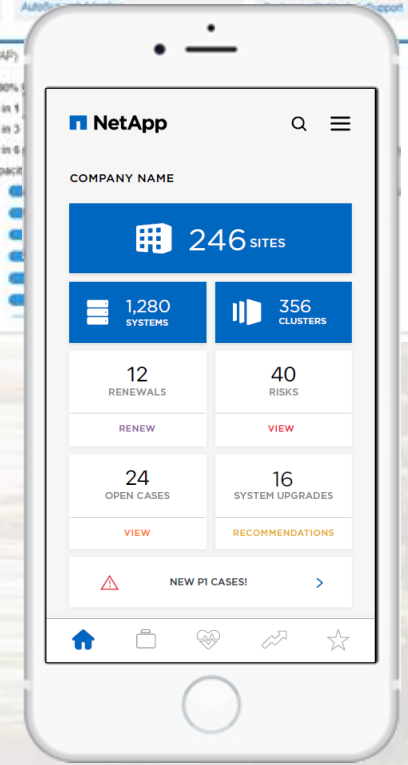 Support
NetApp
COMPANY NAME
246 SITES
1,280
SYSTEMS
356
CLUSTERS
12
RENEWALS
RENEW
40
RISKS
VIEW
24
OPEN CASES
VIEW
16
SYSTEM UPGRADES
RECOMMENDATIONS
NEW P1 CASES!